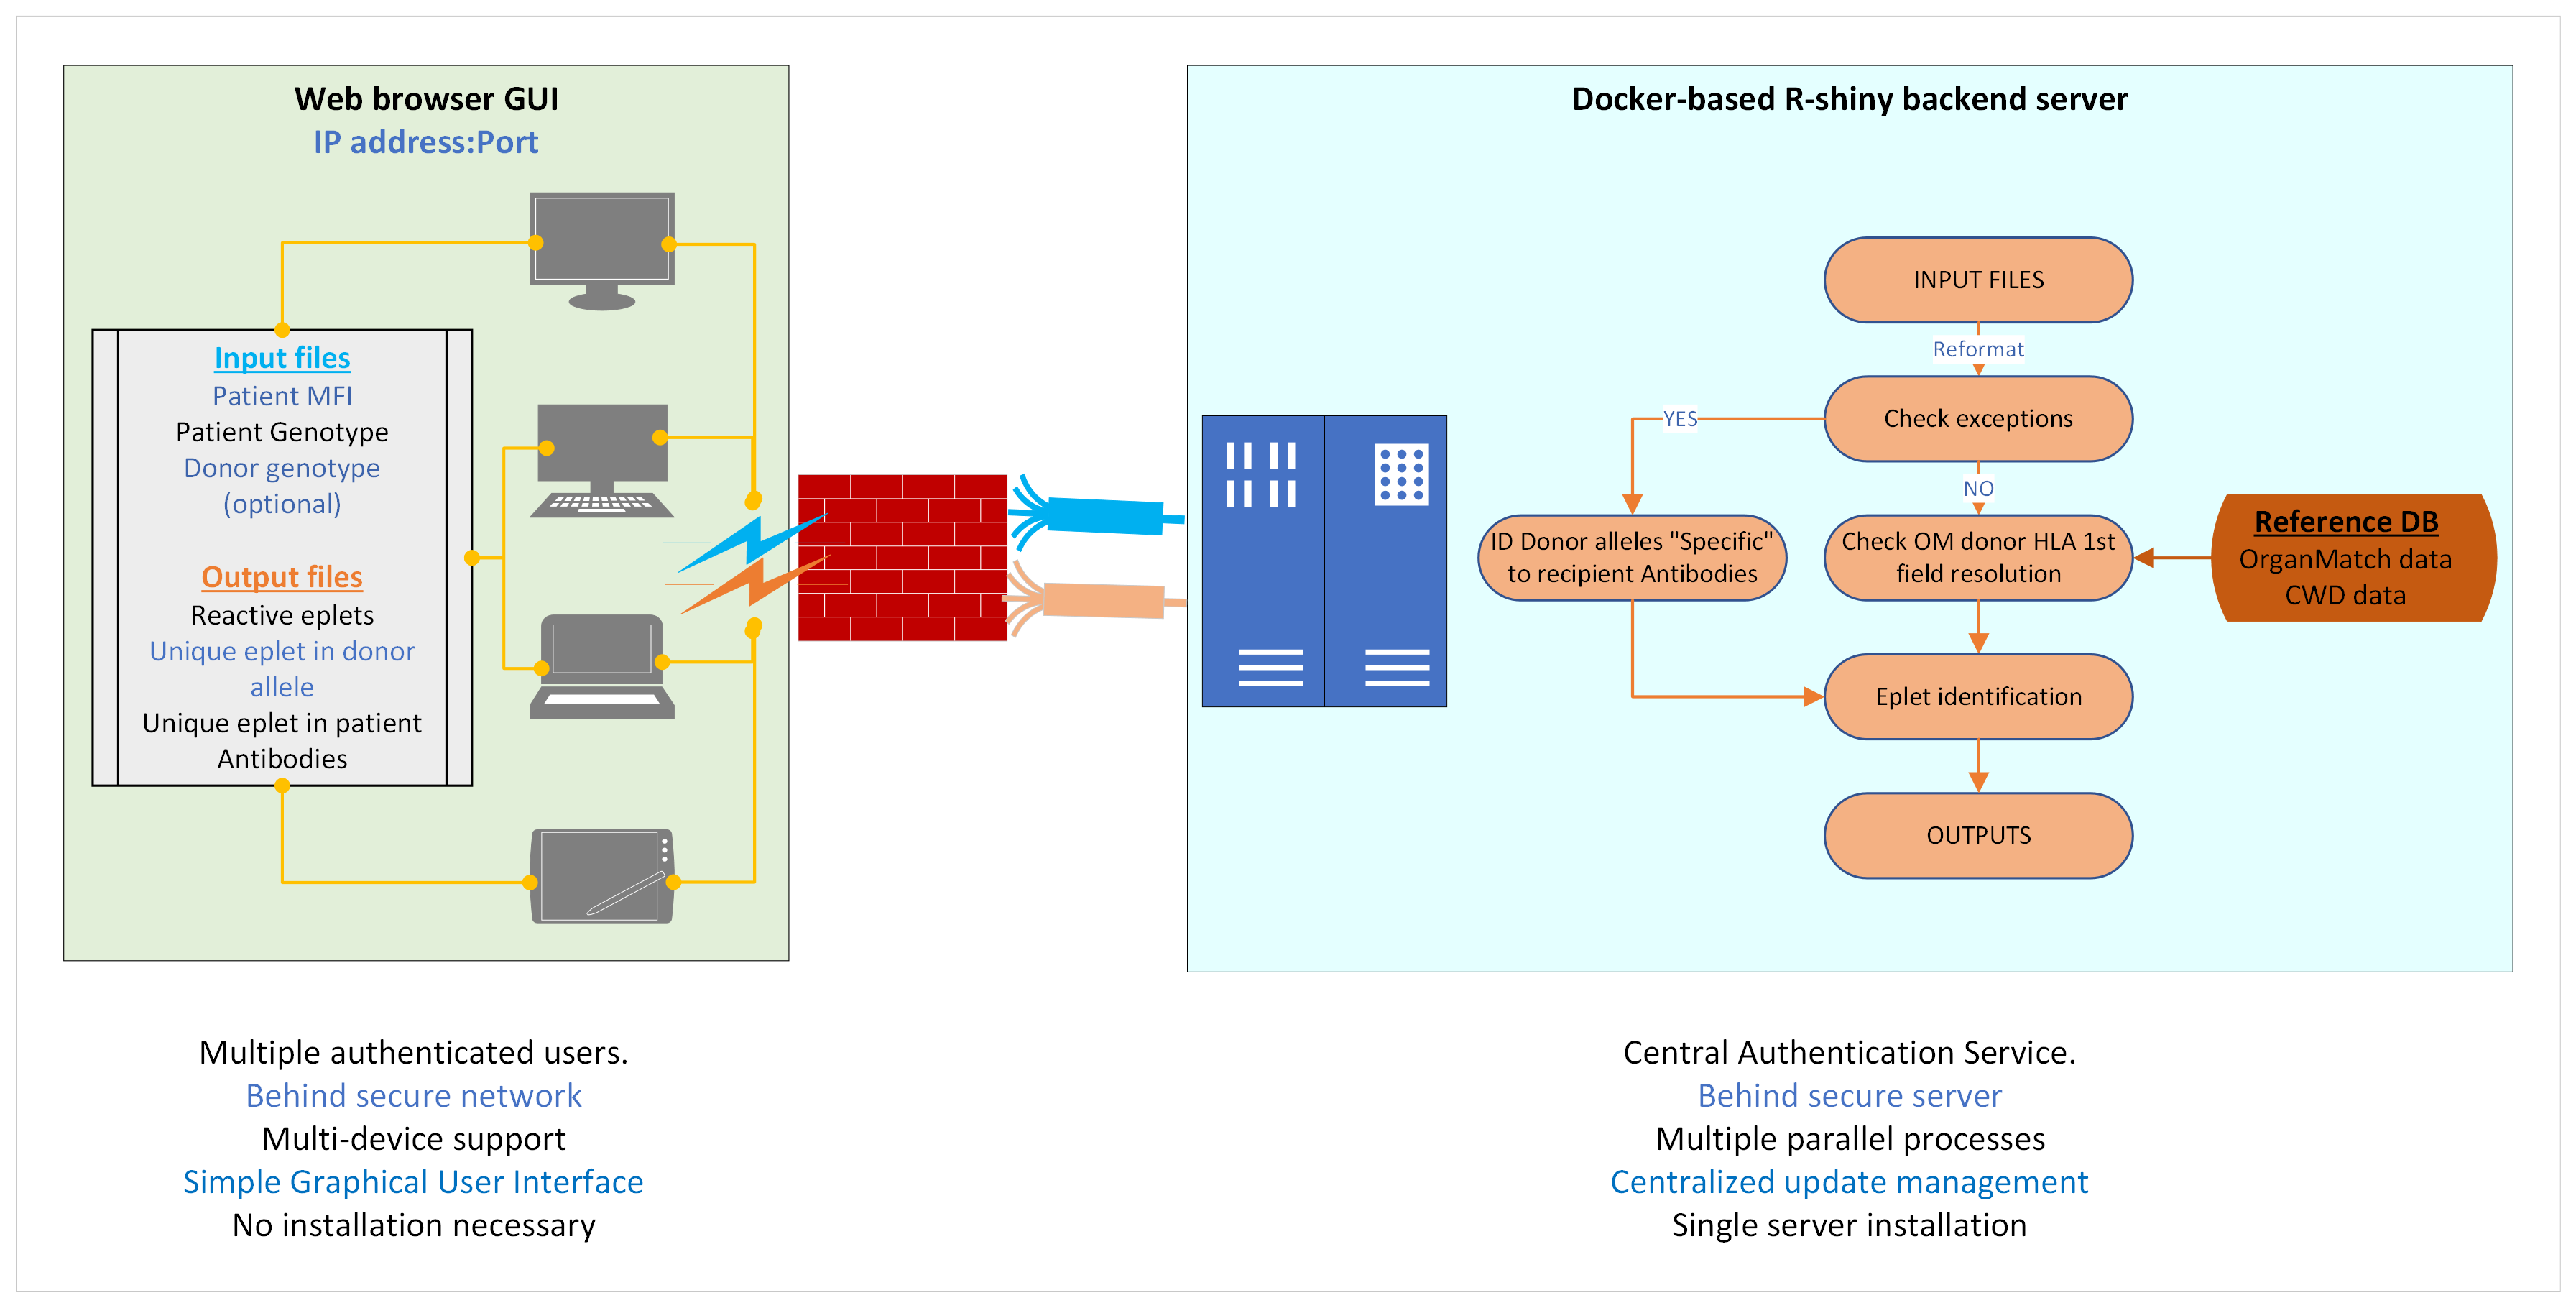 Web browser GUI
IP address:Port
Input files
Patient MFI
Patient Genotype
Donor genotype
(optional)
Output files
Reactive eplets
Unique eplet in donor
allele
Unique eplet in patient
Antibodies
Multiple authenticated users.
Behind secure network
Multi-device support
Simple Graphical User Interface
No installation necessary
Docker-based R-shiny backend server
INPUT FILES
Reformat
Check exceptions
YES
NO
ID Donor alleles "Specific"
to recipient Antibodies
Check OM donor HLA 1st
field resolution
Reference DB
OrganMatch data
CWD data
Eplet identification
OUTPUTS
Central Authentication Service.
Behind secure server
Multiple parallel processes
Centralized update management
Single server installation